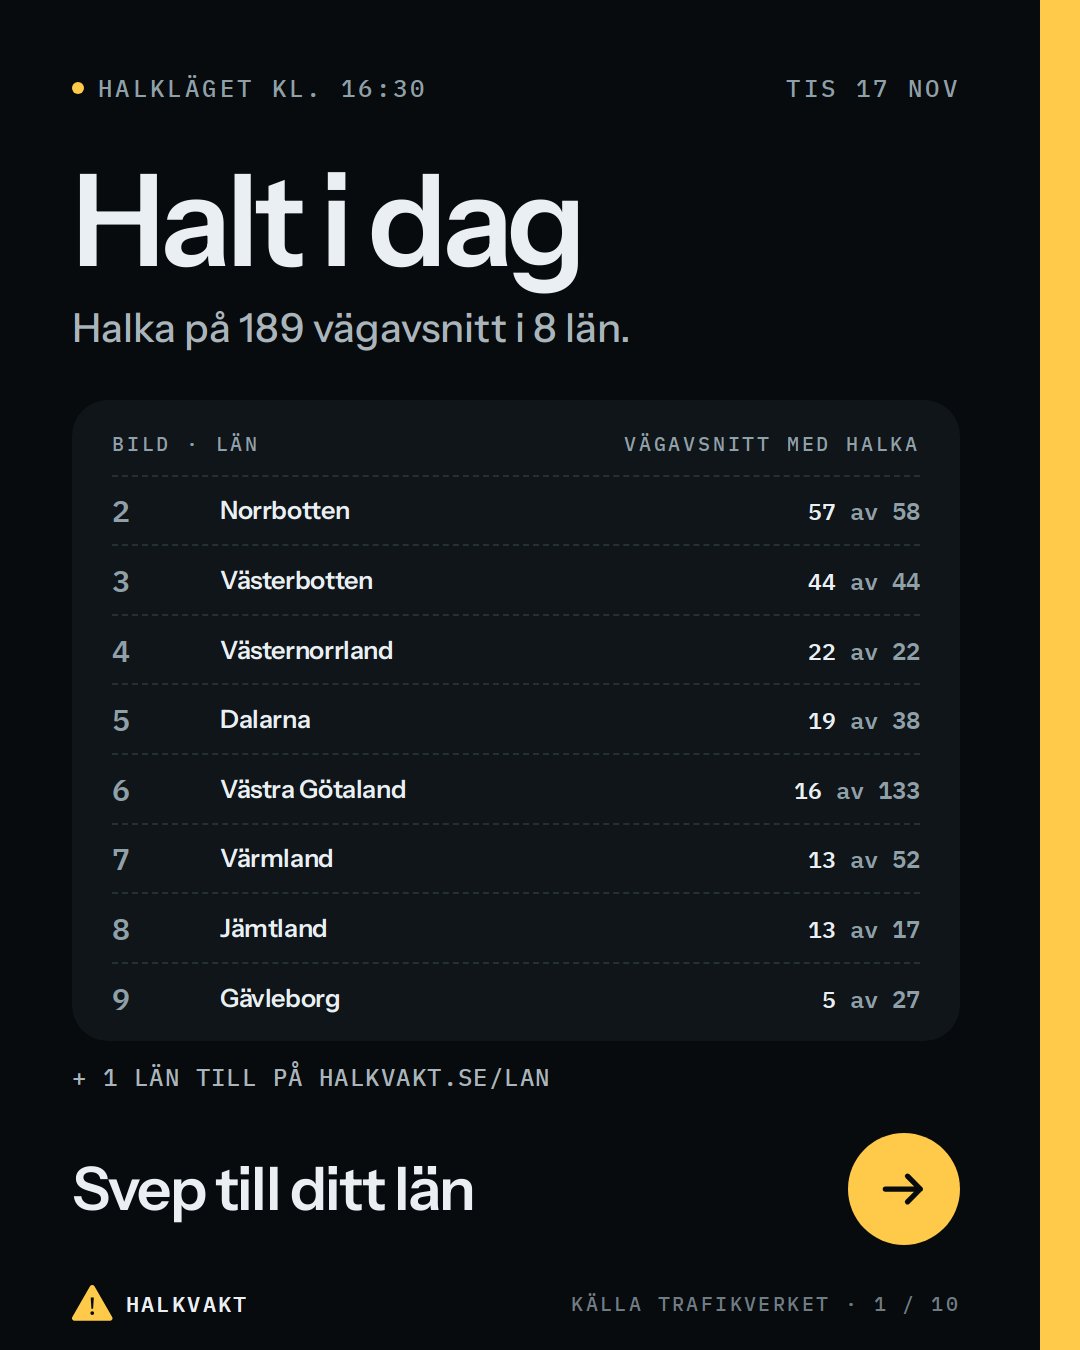 HALKLÄGET KL. 16:30 TIS 17 NOV
Halt i dag
Halka på 189 vägavsnitt i 8 län.
BILD · LÄN VÄGAVSNITT MED HALKA
2 Norrbotten 57 av 58
3 Västerbotten 44 av 44
4 Västernorrland 22 av 22
5 Dalarna 19 av 38
6 Västra Götaland 16 av 133
7 Värmland 13 av 52
8 Jämtland 13 av 17
9 Gävleborg 5 av 27
+ 1 LÄN TILL PÅ HALKVAKT.SE/LAN
Svep till ditt län
HALKVAKT KÄLLA TRAFIKVERKET · 1 / 10